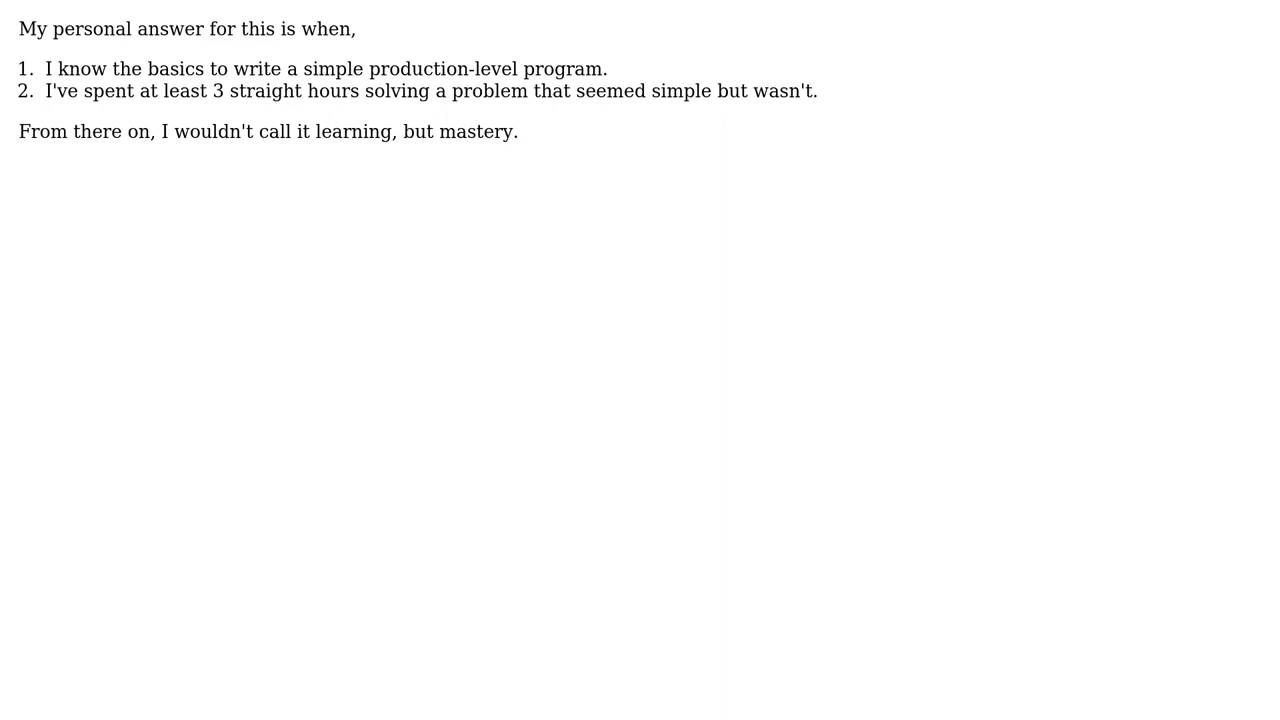 My personal answer for this is when,
1. I know the basics to write a simple production-level program.
2. I've spent at least 3 straight hours solving a problem that seemed simple but wasn't.
From there on, I wouldn't call it learning, but mastery.